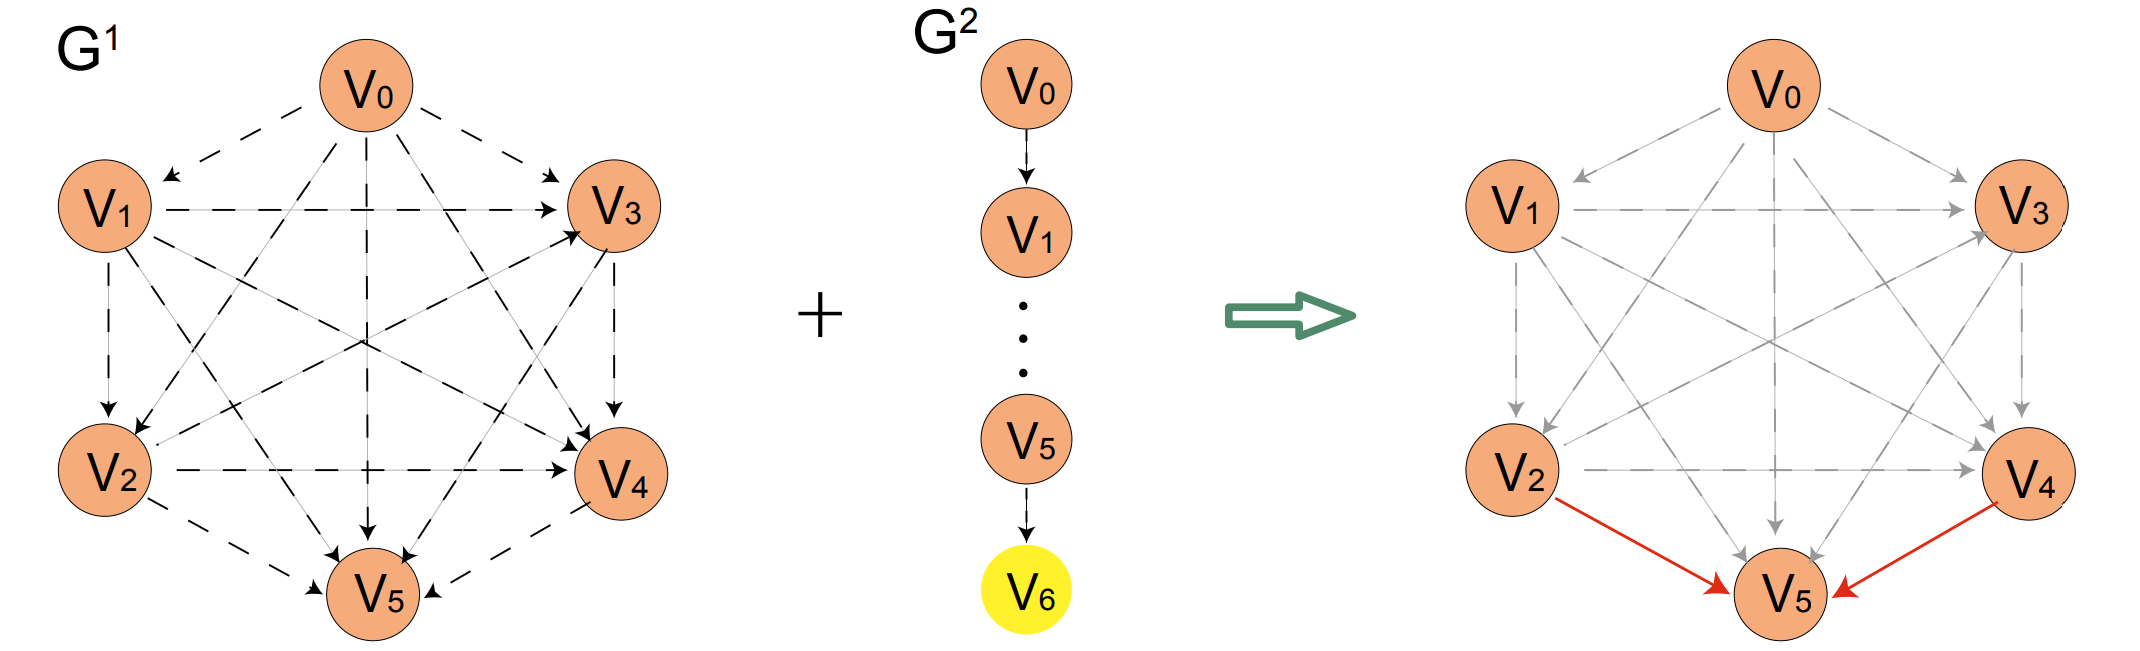 G¹
V₀
V₁
V₃
V₂
V₄
V₅
+
G²
V₀
V₁
V₅
V₆
V₀
V₁
V₃
V₂
V₄
V₅